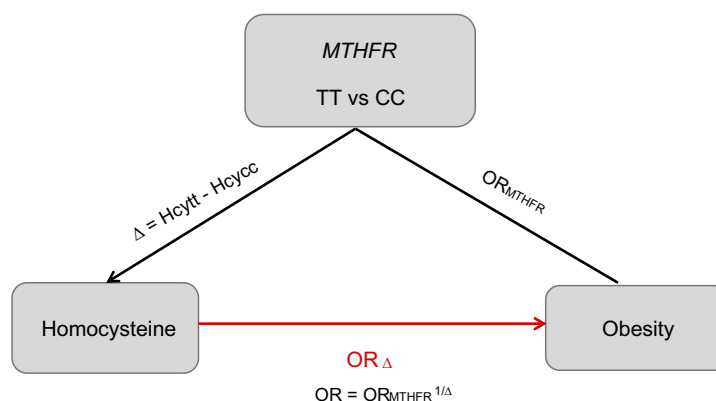 MTHFR
TT vs CC
Δ = Hcytt - Hcycc
ORMTHFR
Homocysteine
Obesity
OR Δ
OR = ORMTHFR 1/Δ